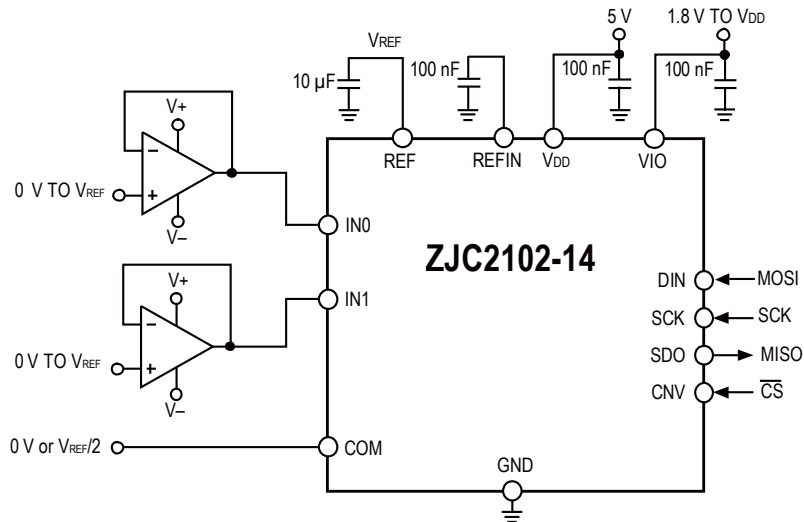 5 V
1.8 V TO VDD
VREF
10 µF
100 nF
100 nF
100 nF
REF
REFIN
VDD
VIO
V+
−
+
0 V TO VREF
V−
IN0
ZJC2102-14
V+
−
+
0 V TO VREF
V−
IN1
DIN
MOSI
SCK
SCK
SDO
MISO
CNV
CS
0 V or VREF/2
COM
GND